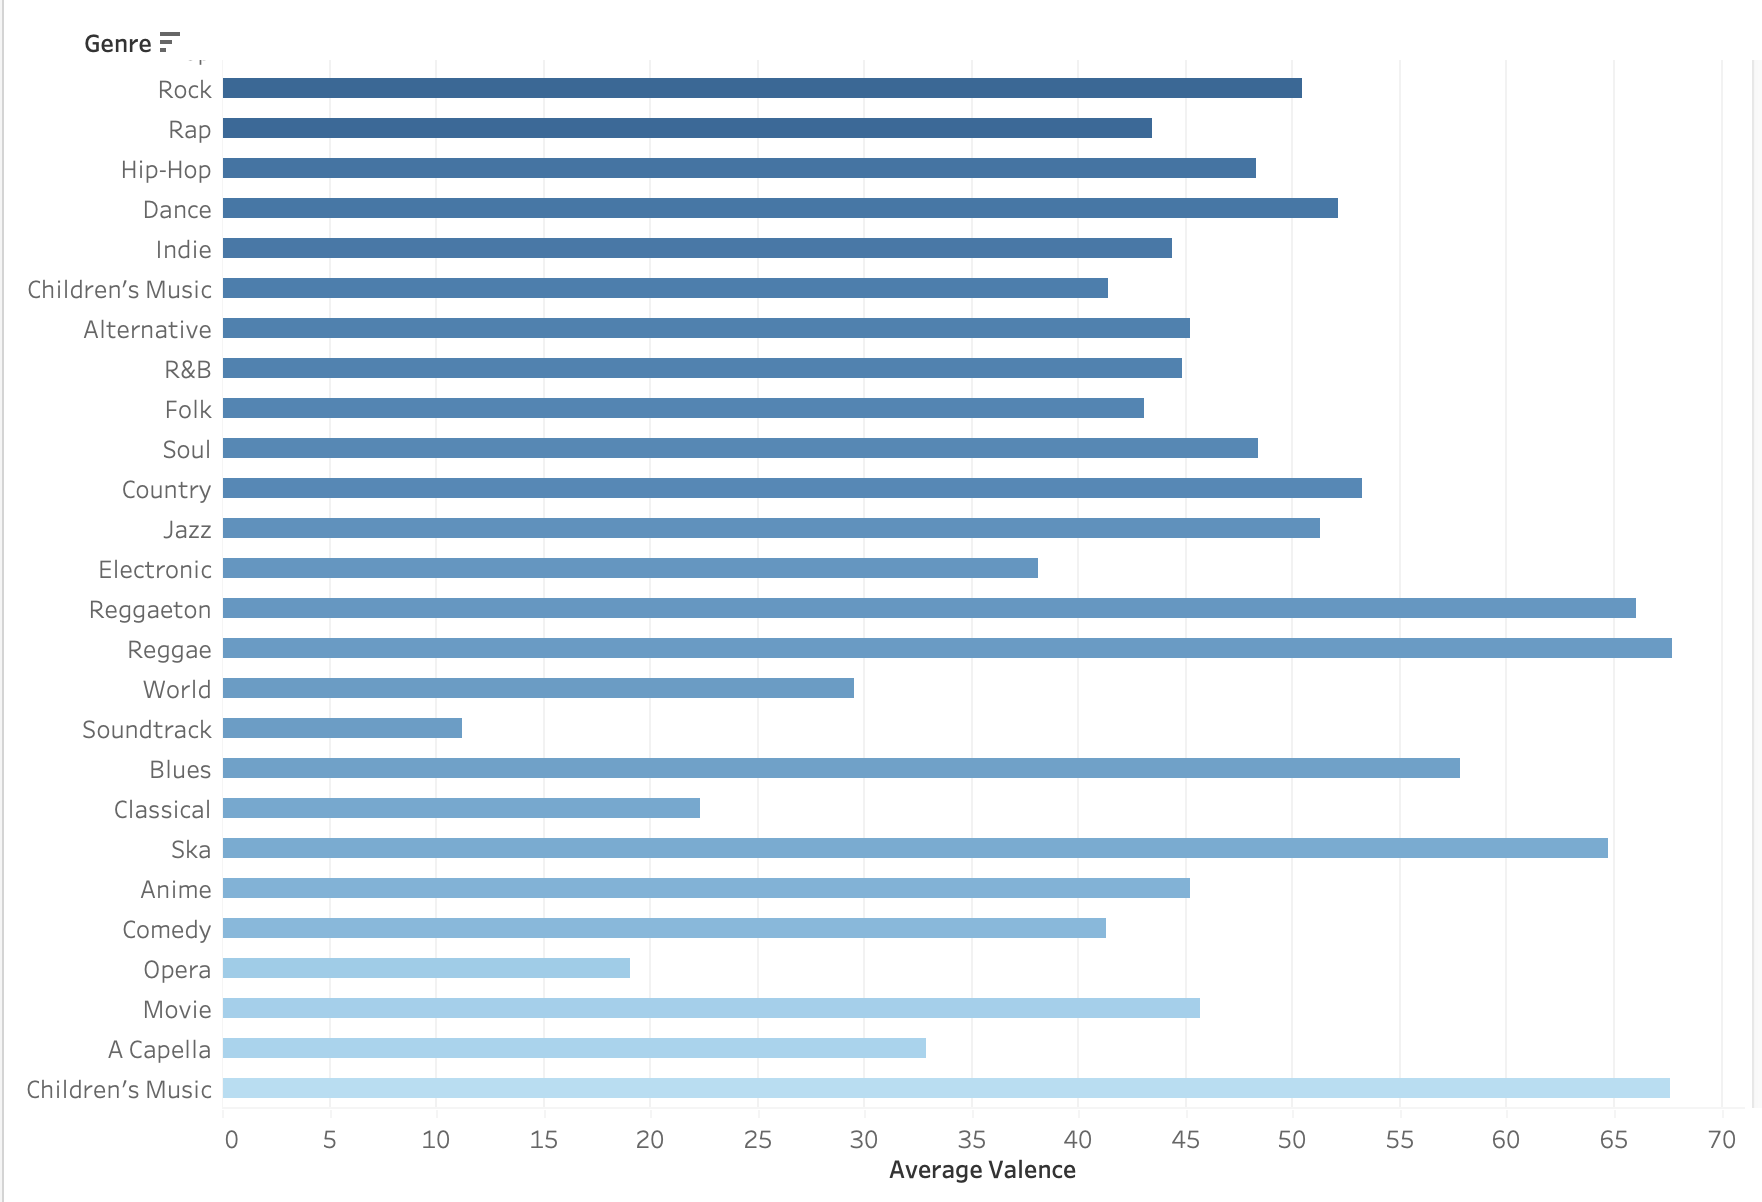 Genre
Rock
Rap
Hip-Hop
Dance
Indie
Children’s Music
Alternative
R&B
Folk
Soul
Country
Jazz
Electronic
Reggaeton
Reggae
World
Soundtrack
Blues
Classical
Ska
Anime
Comedy
Opera
Movie
A Capella
Children’s Music
0 5 10 15 20 25 30 35 40 45 50 55 60 65 70
Average Valence